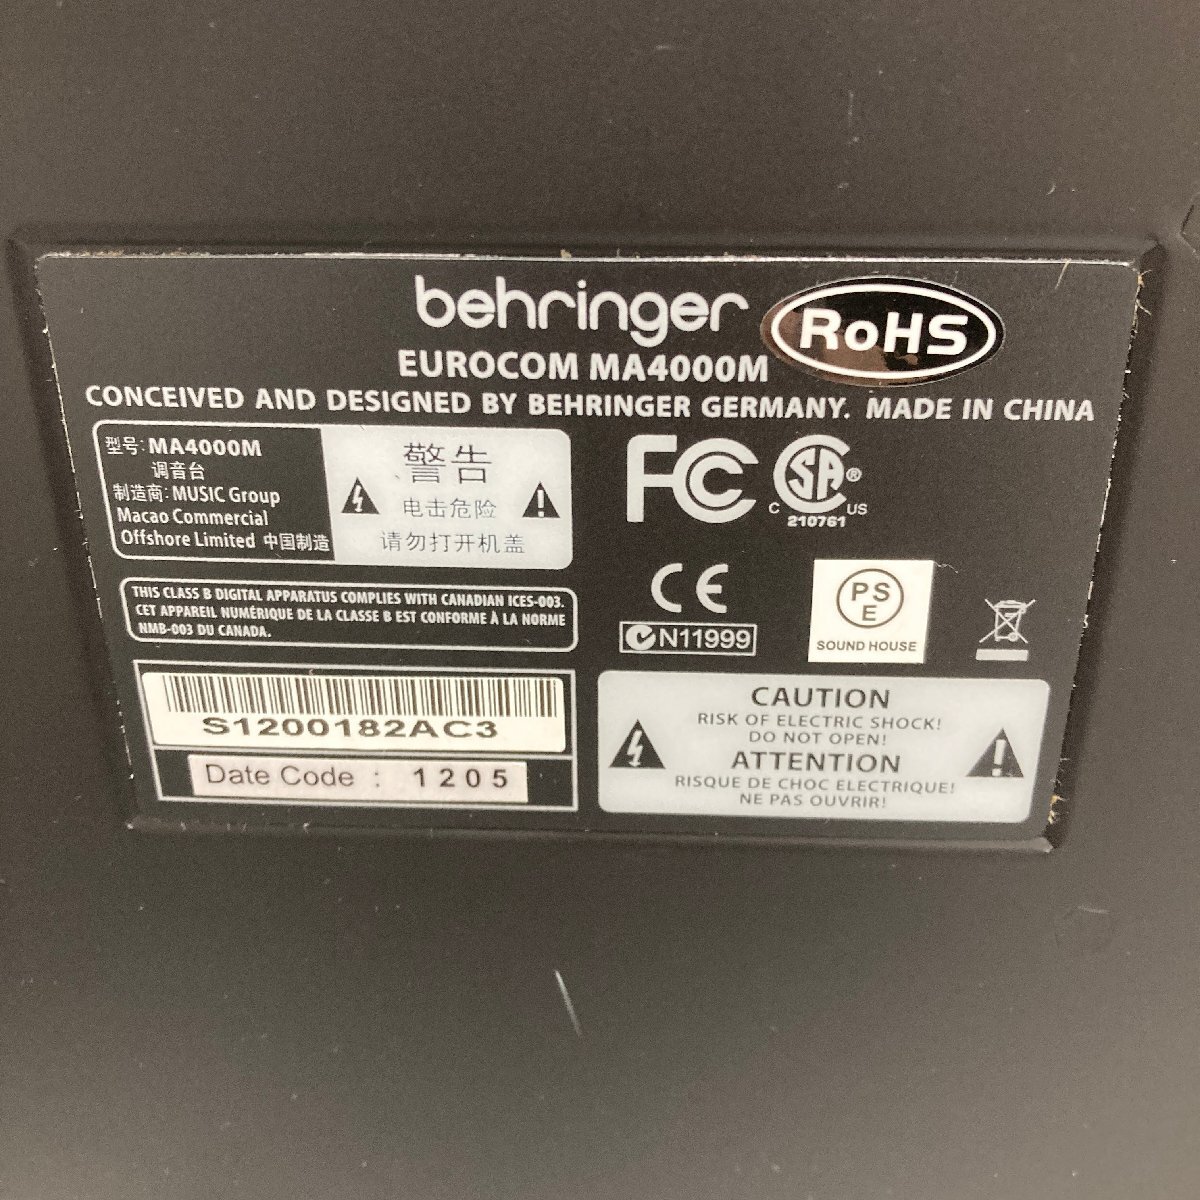 behringer
RoHS
EUROCOM MA4000M
CONCEIVED AND DESIGNED BY BEHRINGER GERMANY. MADE IN CHINA
型号: MA4000M
调音台
制造商: MUSIC Group
Macao Commercial
Offshore Limited 中国制造
警告
电击危险
请勿打开机盖
FC
C SA® US
210761
THIS CLASS B DIGITAL APPARATUS COMPLIES WITH CANADIAN ICES-003.
CET APPAREIL NUMÉRIQUE DE LA CLASSE B EST CONFORME À LA NORME
NMB-003 DU CANADA.
CE
N11999
PS
E
SOUND HOUSE
S1200182AC3
Date Code : 1205
CAUTION
RISK OF ELECTRIC SHOCK!
DO NOT OPEN!
ATTENTION
RISQUE DE CHOC ELECTRIQUE!
NE PAS OUVRIR!